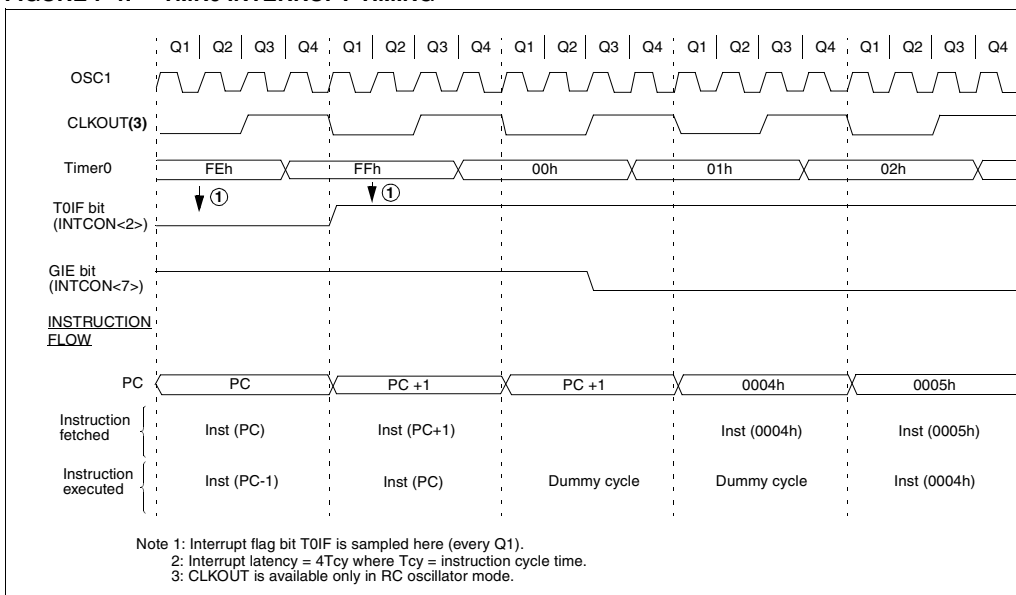 Q1 Q2 Q3 Q4 Q1 Q2 Q3 Q4 Q1 Q2 Q3 Q4 Q1 Q2 Q3 Q4 Q1 Q2 Q3 Q4
OSC1
CLKOUT(3)
Timer0 FEh FFh 00h 01h 02h
1 1
T0IF bit
(INTCON<2>)
GIE bit
(INTCON<7>)
INSTRUCTION
FLOW
PC PC PC +1 PC +1 0004h 0005h
Instruction
fetched
Inst (PC) Inst (PC+1) Inst (0004h) Inst (0005h)
Instruction
executed
Inst (PC-1) Inst (PC) Dummy cycle Dummy cycle Inst (0004h)
Note 1: Interrupt flag bit T0IF is sampled here (every Q1).
2: Interrupt latency = 4Tcy where Tcy = instruction cycle time.
3: CLKOUT is available only in RC oscillator mode.